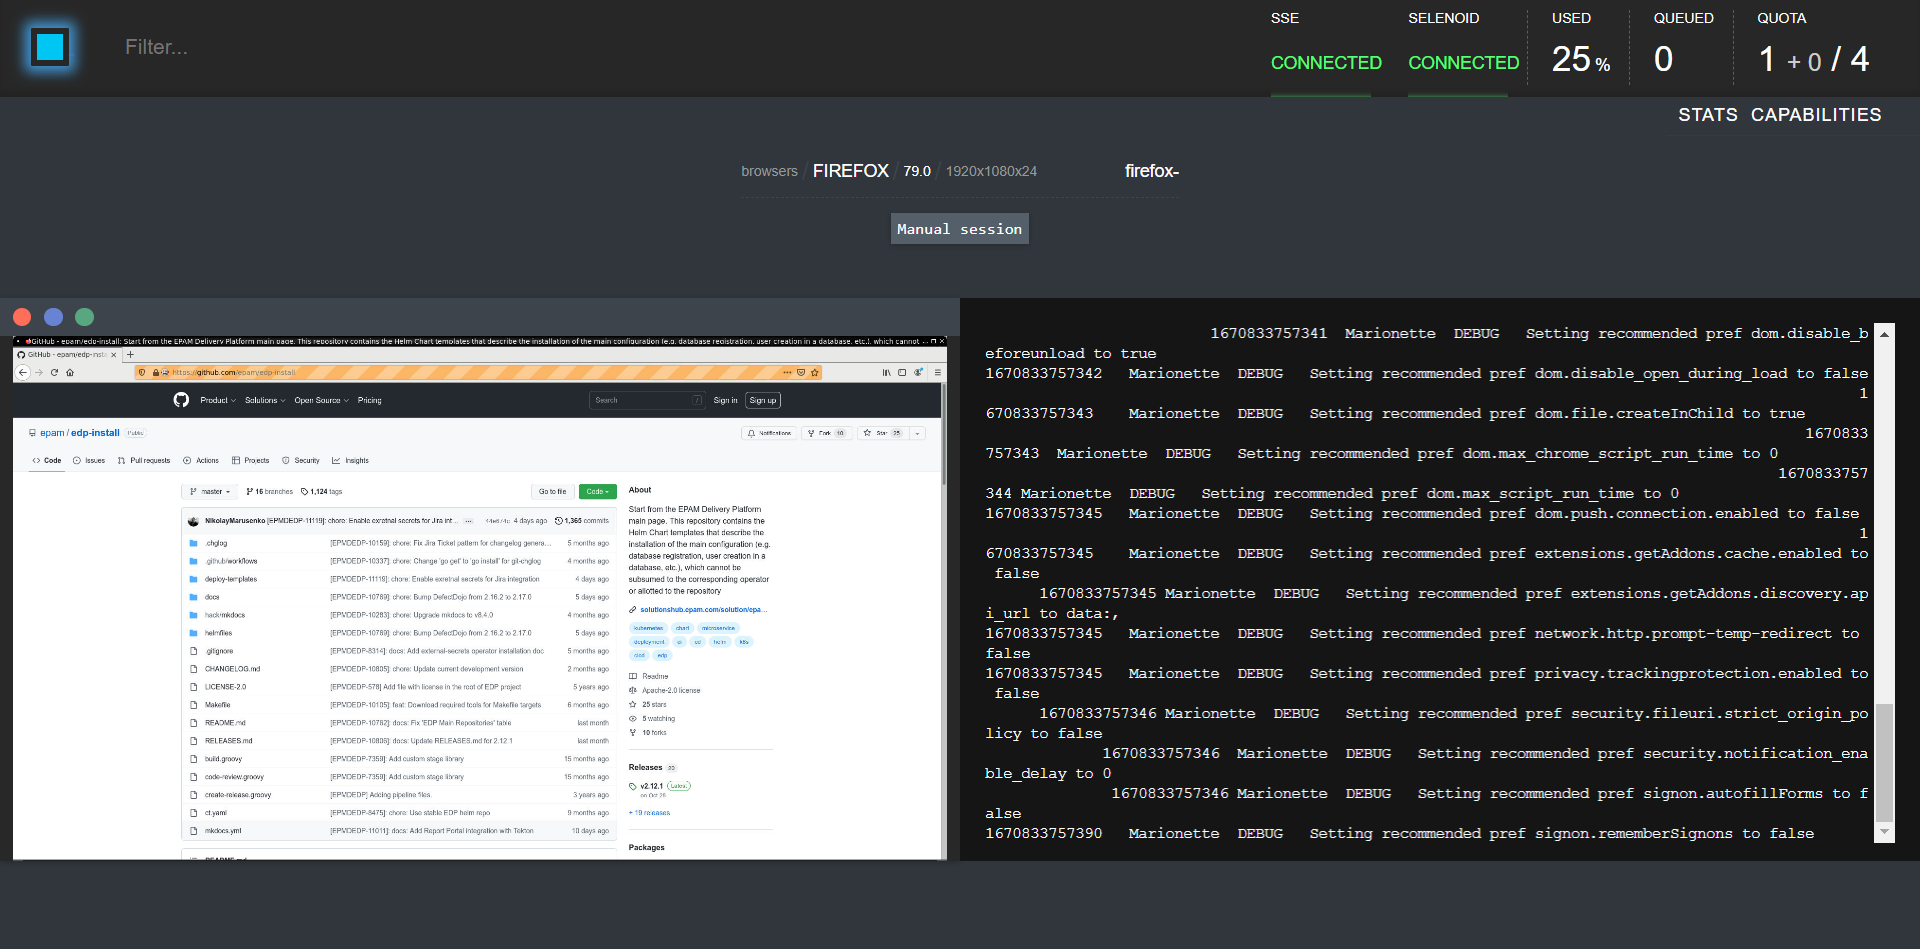 Filter...
SSE
CONNECTED
SELENOID
CONNECTED
USED
25 %
QUEUED
0
QUOTA
1 + 0 / 4
STATS CAPABILITIES
browsers / FIREFOX / 79.0 / 1920x1080x24 firefox-
Manual session
GitHub - epam/edp-install: Start from the EPAM Delivery Platform main page. This repository contains the Helm Chart templates that describe the installation of the main configuration (e.g. database registration, user creation in a database, etc.), which cannot ...
GitHub - epam/edp-insta
https://github.com/epam/edp-install
Product Solutions Open Source Pricing
Search /
Sign in Sign up
epam / edp-install Public
Notifications Fork 10 Star 25
Code Issues Pull requests Actions Projects Security Insights
master 16 branches 1,124 tags Go to file Code
NikolayMarusenko [EPMDEDP-11119]: chore: Enable exretnal secrets for Jira int... ... 4 days ago 1,365 commits
.chglog [EPMDEDP-10159]: chore: Fix Jira Ticket pattern for changelog genera... 5 months ago
.github/workflows [EPMDEDP-10337]: chore: Change 'go get' to 'go install' for git-chglog 4 months ago
deploy-templates [EPMDEDP-11119]: chore: Enable exretnal secrets for Jira integration 4 days ago
docs [EPMDEDP-10769]: chore: Bump DefectDojo from 2.16.2 to 2.17.0 5 days ago
hack/mkdocs [EPMDEDP-10283]: chore: Upgrade mkdocs to v8.4.0 4 months ago
helmfiles [EPMDEDP-10769]: chore: Bump DefectDojo from 2.16.2 to 2.17.0 5 days ago
.gitignore [EPMDEDP-8314]: docs: Add external-secrets operator installation doc 5 months ago
CHANGELOG.md [EPMDEDP-10805]: chore: Update current development version 2 months ago
LICENSE-2.0 [EPMDEDP-578] Add file with license in the root of EDP project 5 years ago
Makefile [EPMDEDP-10105]: feat: Download required tools for Makefile targets 6 months ago
README.md [EPMDEDP-10762]: docs: Fix 'EDP Main Repositories' table last month
RELEASES.md [EPMDEDP-10806]: docs: Update RELEASES.md for 2.12.1 last month
build.groovy [EPMDEDP-7359]: Add custom stage library 15 months ago
code-review.groovy [EPMDEDP-7359]: Add custom stage library 15 months ago
create-release.groovy [EPMDEDP] Adding pipeline files. 3 years ago
ct.yaml [EPMDEDP-8475]: chore: Use stable EDP helm repo 9 months ago
mkdocs.yml [EPMDEDP-11011]: docs: Add Report Portal integration with Tekton 10 days ago
README.md
About
Start from the EPAM Delivery Platform
main page. This repository contains the
Helm Chart templates that describe the
installation of the main configuration (e.g.
database registration, user creation in a
database, etc.), which cannot be
subsumed to the corresponding operator
or allotted to the repository
solutionshub.epam.com/solution/epa...
kubernetes chart microservice
deployment ci cd helm k8s
cicd edp
Readme
Apache-2.0 license
25 stars
5 watching
10 forks
Releases 20
v2.12.1 Latest
on Oct 28
+ 19 releases
Packages
1670833757341 Marionette DEBUG Setting recommended pref dom.disable_b
eforeunload to true
1670833757342 Marionette DEBUG Setting recommended pref dom.disable_open_during_load to false
1
670833757343 Marionette DEBUG Setting recommended pref dom.file.createInChild to true
1670833
757343 Marionette DEBUG Setting recommended pref dom.max_chrome_script_run_time to 0
1670833757
344 Marionette DEBUG Setting recommended pref dom.max_script_run_time to 0
1670833757345 Marionette DEBUG Setting recommended pref dom.push.connection.enabled to false
1
670833757345 Marionette DEBUG Setting recommended pref extensions.getAddons.cache.enabled to
false
1670833757345 Marionette DEBUG Setting recommended pref extensions.getAddons.discovery.ap
i_url to data:,
1670833757345 Marionette DEBUG Setting recommended pref network.http.prompt-temp-redirect to
false
1670833757345 Marionette DEBUG Setting recommended pref privacy.trackingprotection.enabled to
false
1670833757346 Marionette DEBUG Setting recommended pref security.fileuri.strict_origin_po
licy to false
1670833757346 Marionette DEBUG Setting recommended pref security.notification_ena
ble_delay to 0
1670833757346 Marionette DEBUG Setting recommended pref signon.autofillForms to f
alse
1670833757390 Marionette DEBUG Setting recommended pref signon.rememberSignons to false